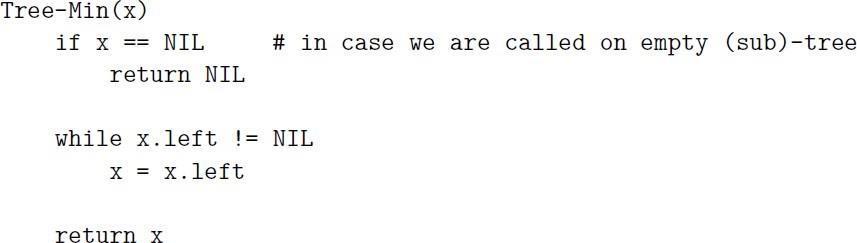 Tree-Min(x)
    if x == NIL     # in case we are called on empty (sub)-tree
        return NIL

    while x.left != NIL
        x = x.left

    return x